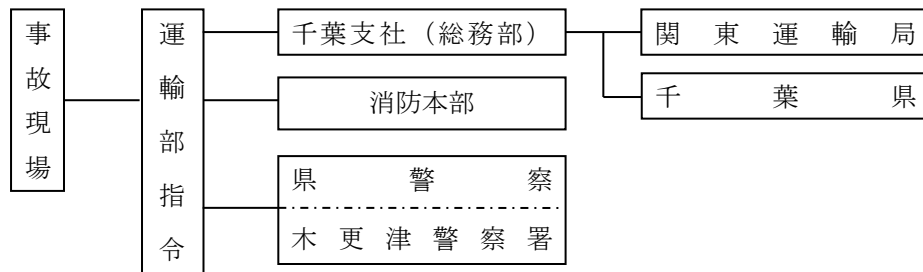 事故現場
運輸部指令
千葉支社（総務部）
関東運輸局
消防本部
千葉県
県警察
木更津警察署